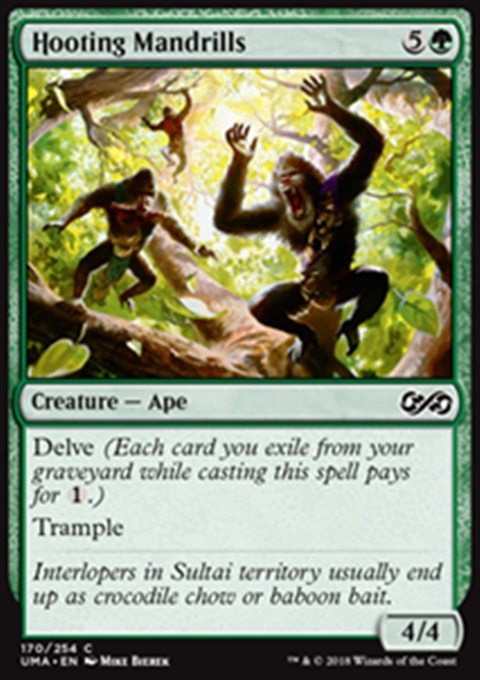 Hooting Mandrills 5
Creature — Ape
Delve (Each card you exile from your
graveyard while casting this spell pays
for 1.)
Trample
Interlopers in Sultai territory usually end
up as crocodile chow or baboon bait.
4/4
170/254 C
UMA • EN Mike Bierek
™ & © 2018 Wizards of the Coast